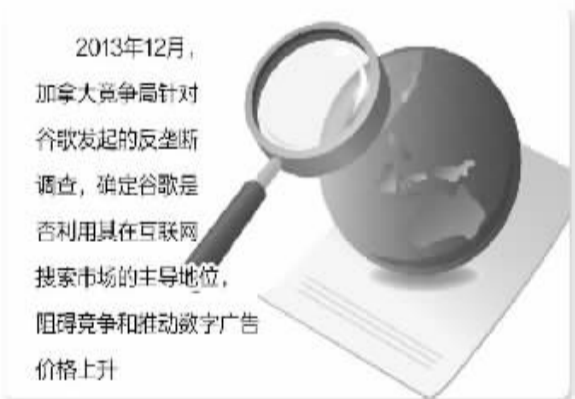 2013年12月，
加拿大竞争局针对
谷歌发起的反垄断
调查，确定谷歌是
否利用其在互联网
搜索市场的主导地位，
阻碍竞争和推动数字广告
价格上升